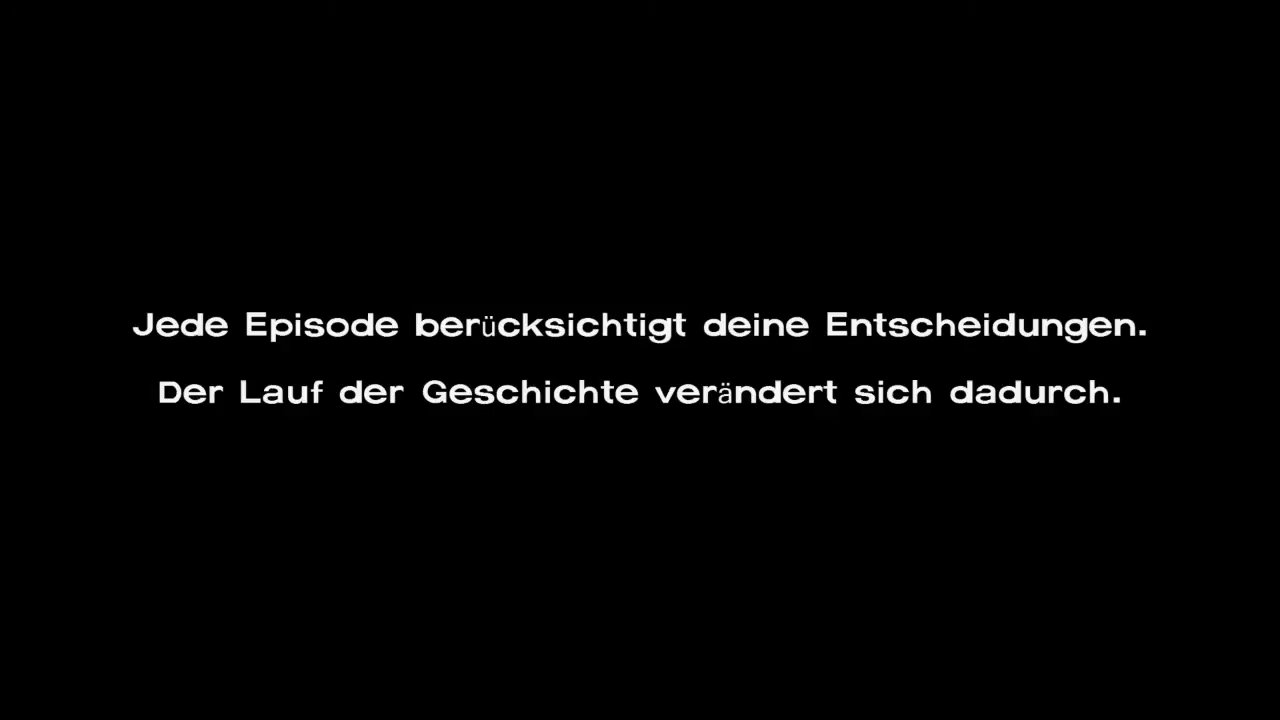 Jede Episode berücksichtigt deine Entscheidungen.
Der Lauf der Geschichte verändert sich dadurch.